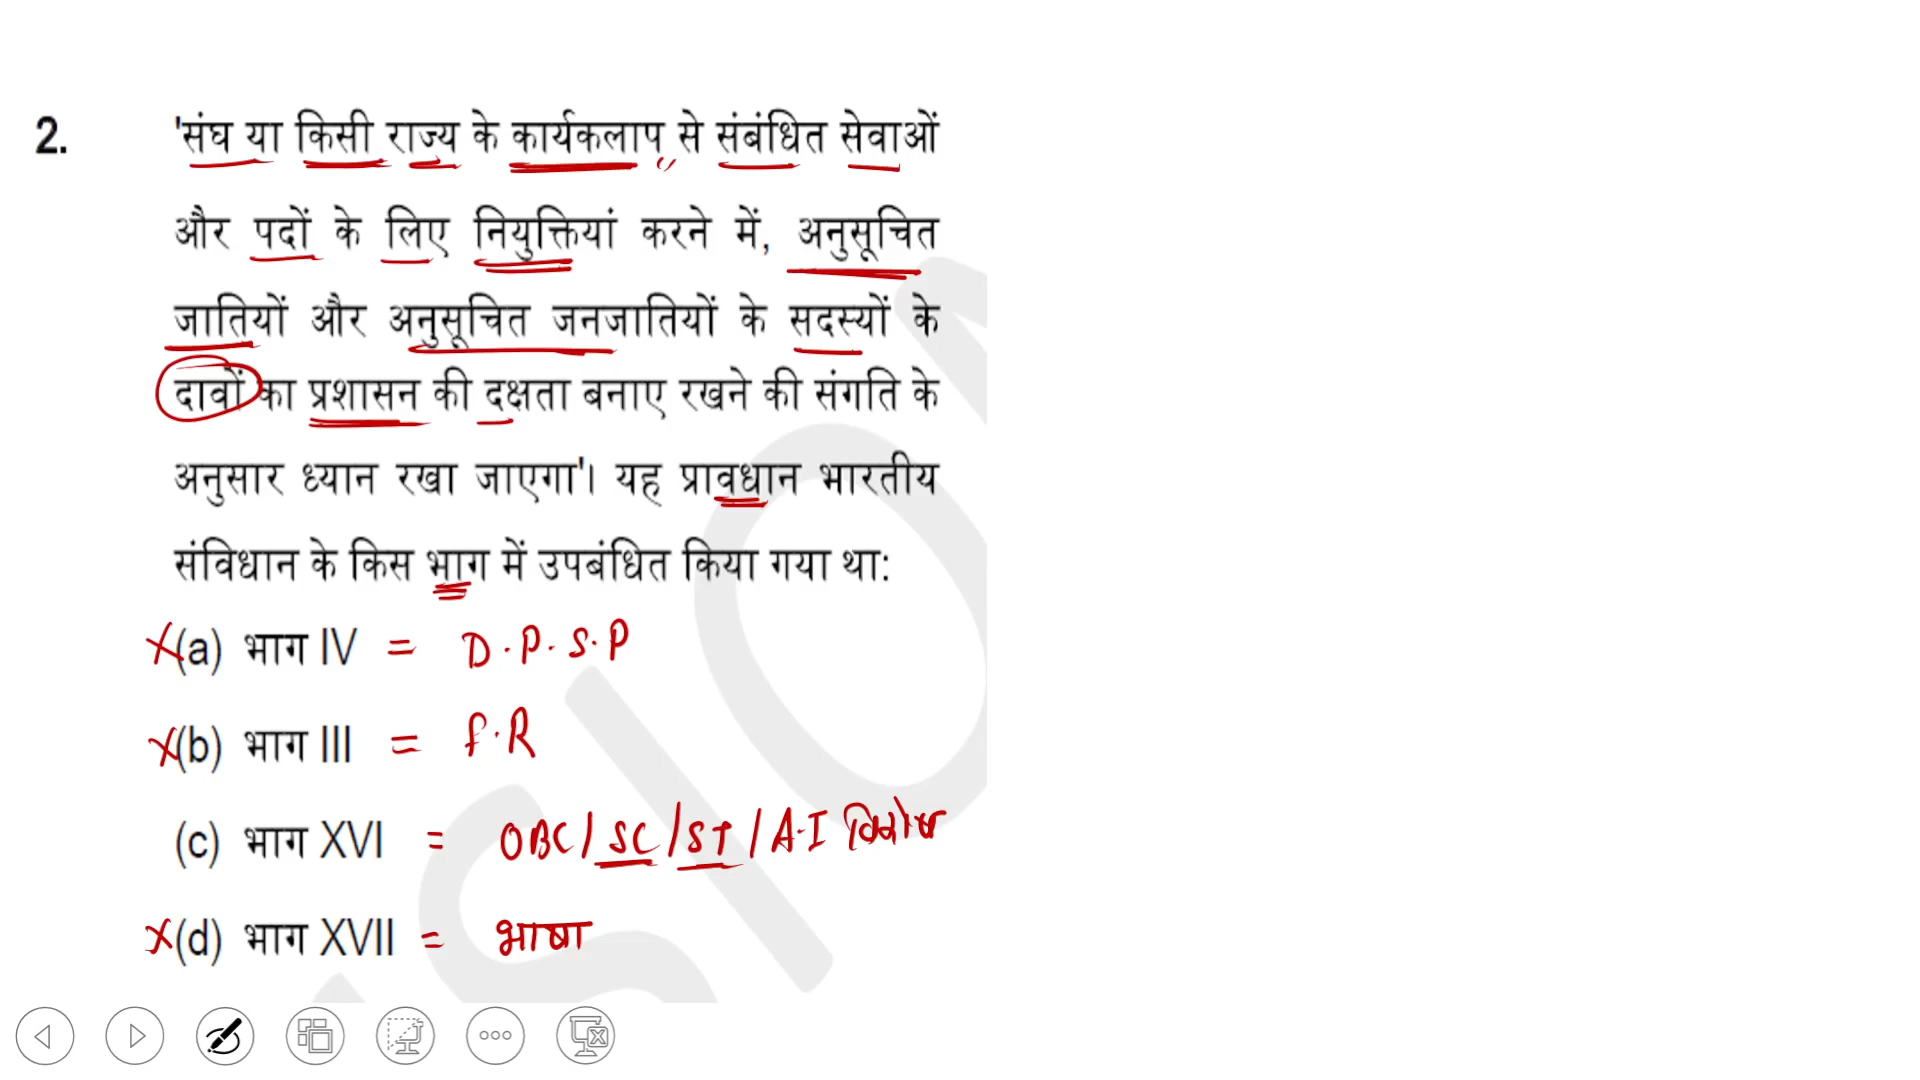 2. 'संघ या किसी राज्य के कार्यकलाप से संबंधित सेवाओं
और पदों के लिए नियुक्तियां करने में, अनुसूचित
जातियों और अनुसूचित जनजातियों के सदस्यों के
दावों का प्रशासन की दक्षता बनाए रखने की संगति के
अनुसार ध्यान रखा जाएगा'। यह प्रावधान भारतीय
संविधान के किस भाग में उपबंधित किया गया था:
(a) भाग IV = D.P.S.P
(b) भाग III = F.R
(c) भाग XVI = OBC/SC/ST/A.I
(d) भाग XVII = भाषा